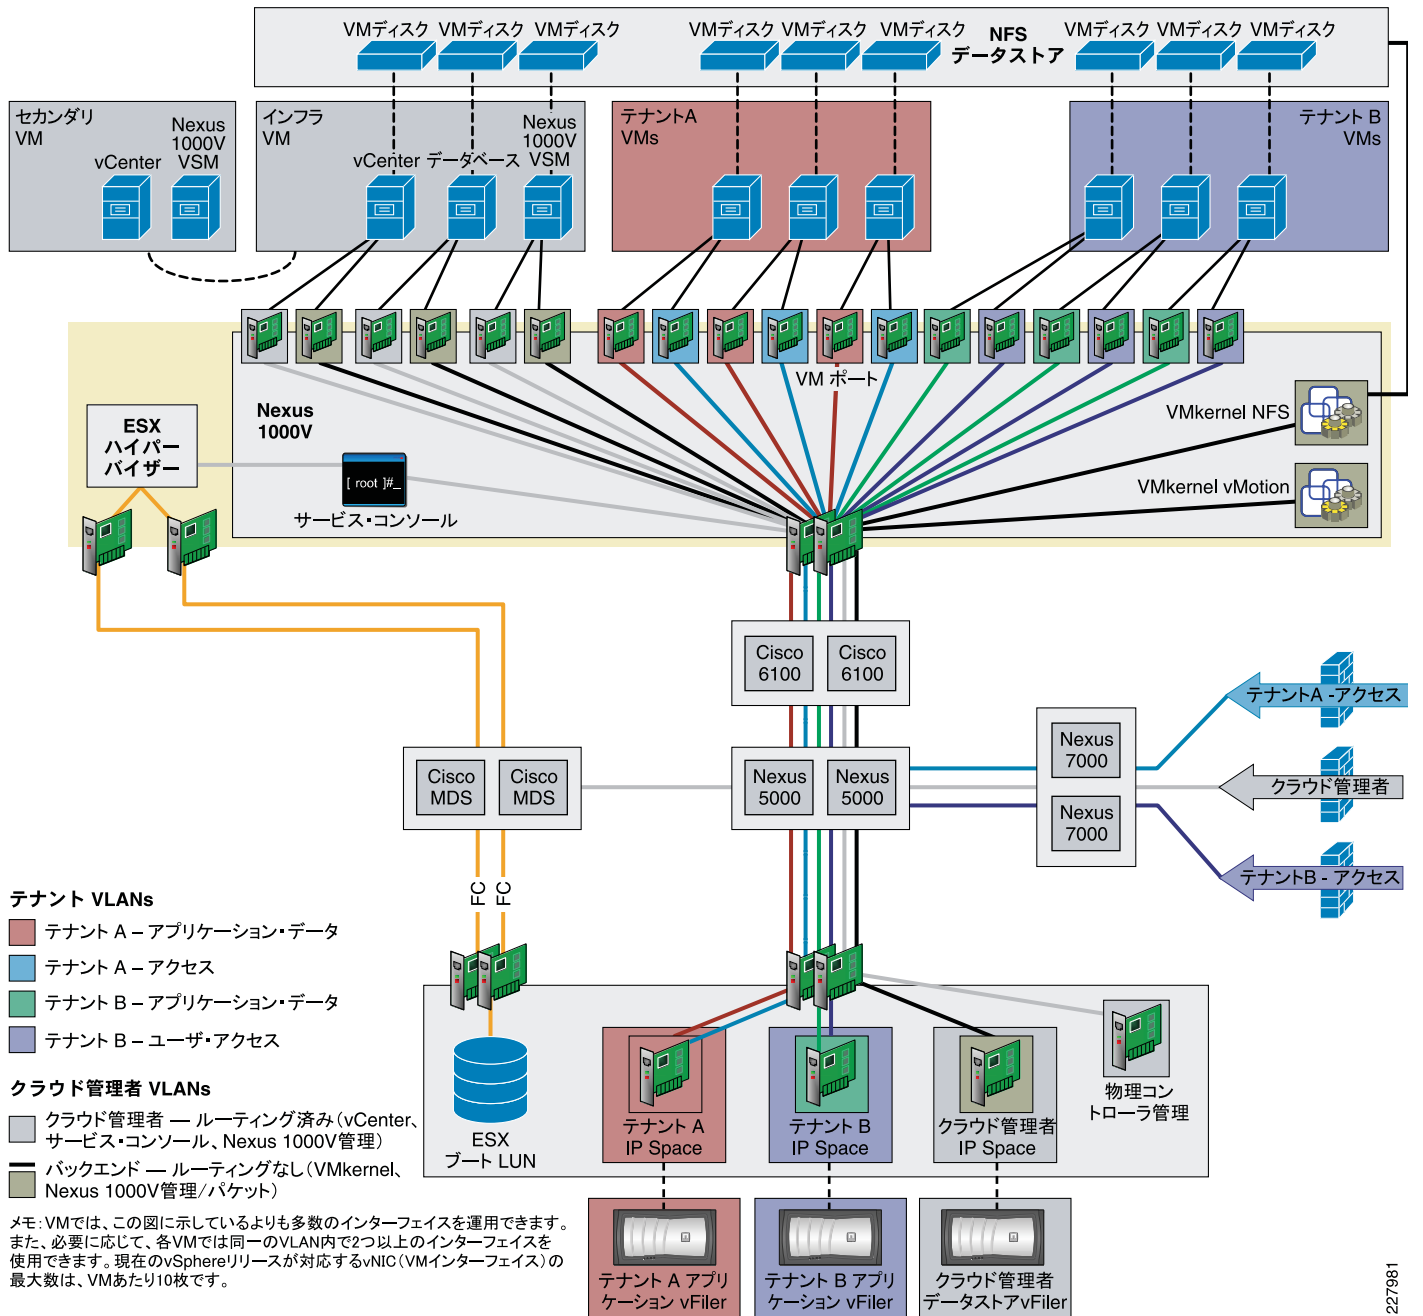 VMディスク
VMディスク
VMディスク
VMディスク
VMディスク
VMディスク
NFS
データストア
VMディスク
VMディスク
VMディスク
セカンダリ
VM
vCenter
Nexus
1000V
VSM
インフラ
VM
vCenter
データベース
Nexus
1000V
VSM
テナントA
VMs
テナント B
VMs
VM ポート
Nexus
1000V
ESX
ハイパー
バイザー
[ root ]#_
サービス・コンソール
VMkernel NFS
VMkernel vMotion
Cisco
6100
Cisco
6100
テナントA -アクセス
Nexus
7000
Cisco
MDS
Cisco
MDS
Nexus
5000
Nexus
5000
クラウド管理者
Nexus
7000
テナントB - アクセス
FC
FC
テナント VLANs
テナント A – アプリケーション・データ
テナント A – アクセス
テナント B – アプリケーション・データ
テナント B – ユーザ・アクセス
クラウド管理者 VLANs
クラウド管理者 — ルーティング済み（vCenter、
サービス・コンソール、Nexus 1000V管理）
バックエンド — ルーティングなし（VMkernel、
Nexus 1000V管理/パケット）
ESX
ブート LUN
テナント A
IP Space
テナント B
IP Space
クラウド管理者
IP Space
物理コント
ローラ管理
テナント A アプリ
ケーション vFiler
テナント B アプリ
ケーション vFiler
クラウド管理者
データストアvFiler
メモ：VMでは、この図に示しているよりも多数のインターフェイスを運用できます。
また、必要に応じて、各VMでは同一のVLAN内で2つ以上のインターフェイスを
使用できます。現在のvSphereリリースが対応するvNIC（VMインターフェイス）の
最大数は、VMあたり10枚です。
227981